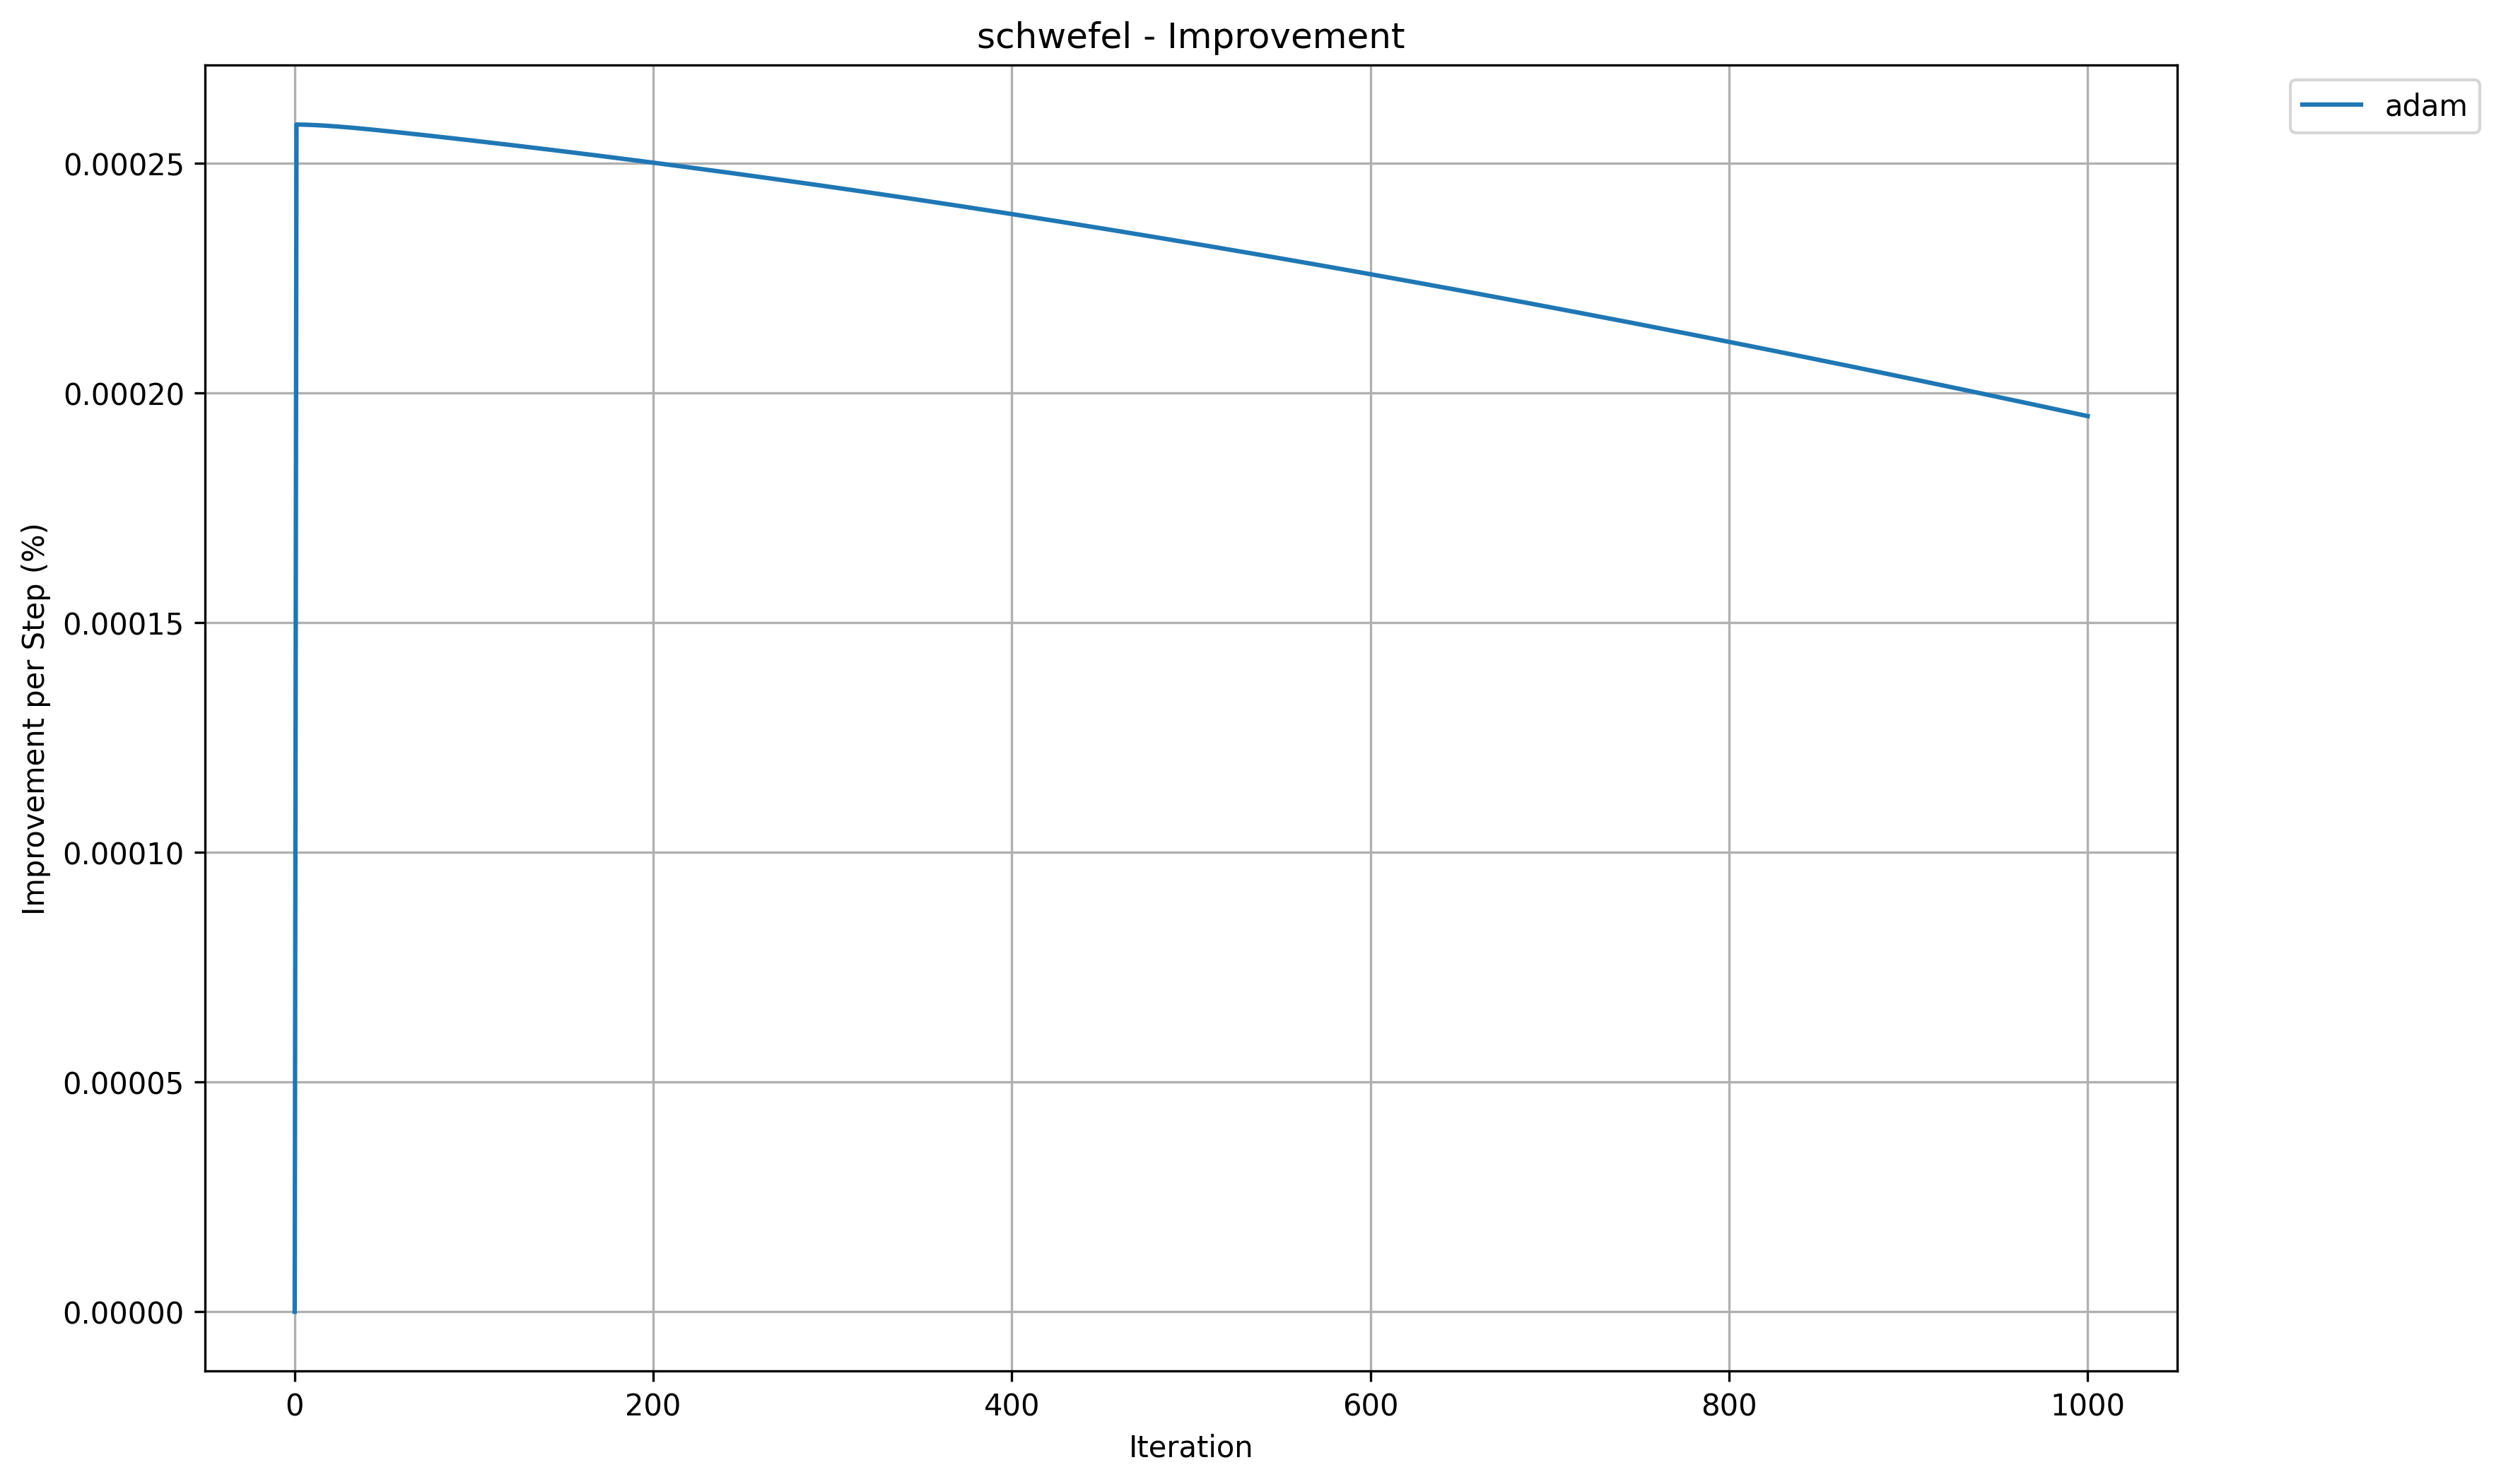 schwefel - Improvement
adam
Improvement per Step (%)
0.00025
0.00020
0.00015
0.00010
0.00005
0.00000
0 200 400 600 800 1000
Iteration